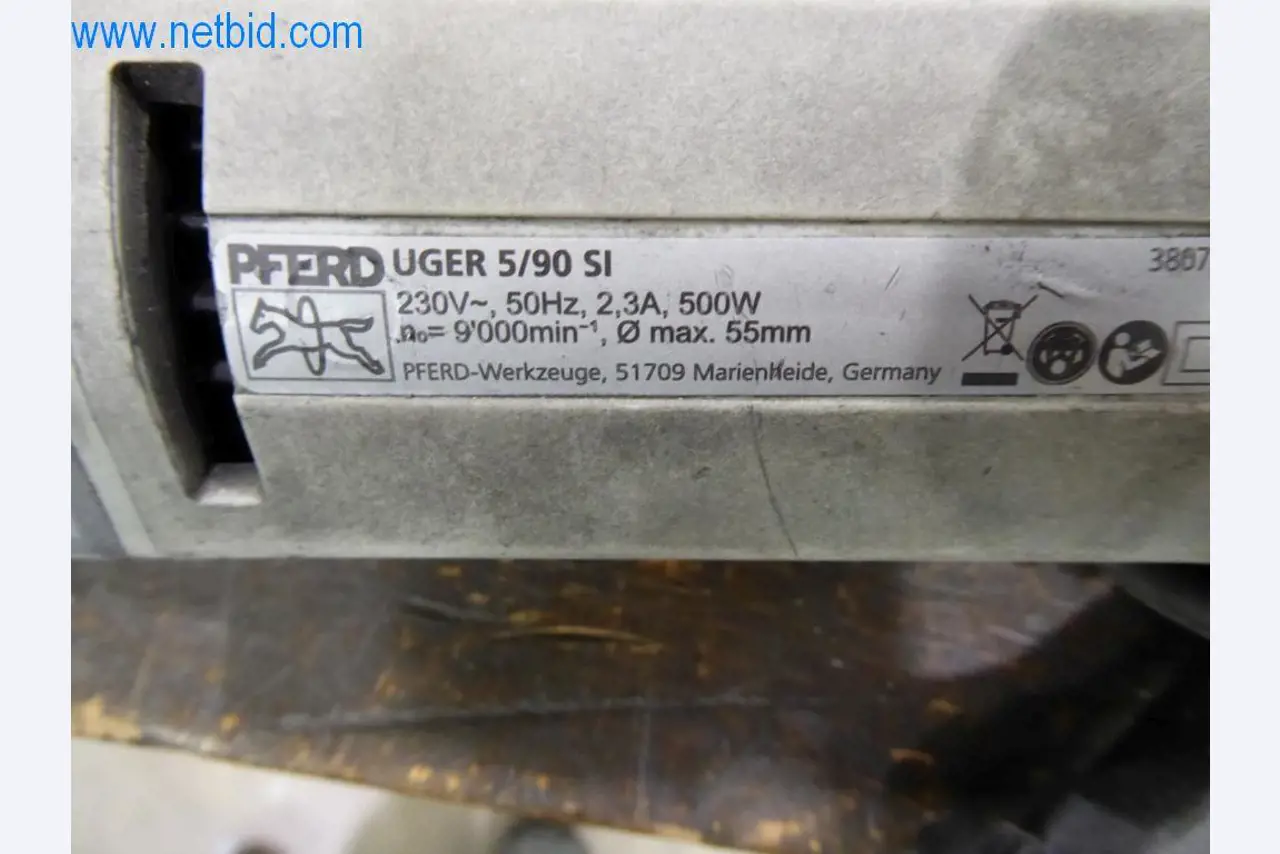 www.netbid.com
PFERD UGER 5/90 SI
230V~, 50Hz, 2,3A, 500W
n₀= 9'000min⁻¹, Ø max. 55mm
PFERD-Werkzeuge, 51709 Marienheide, Germany